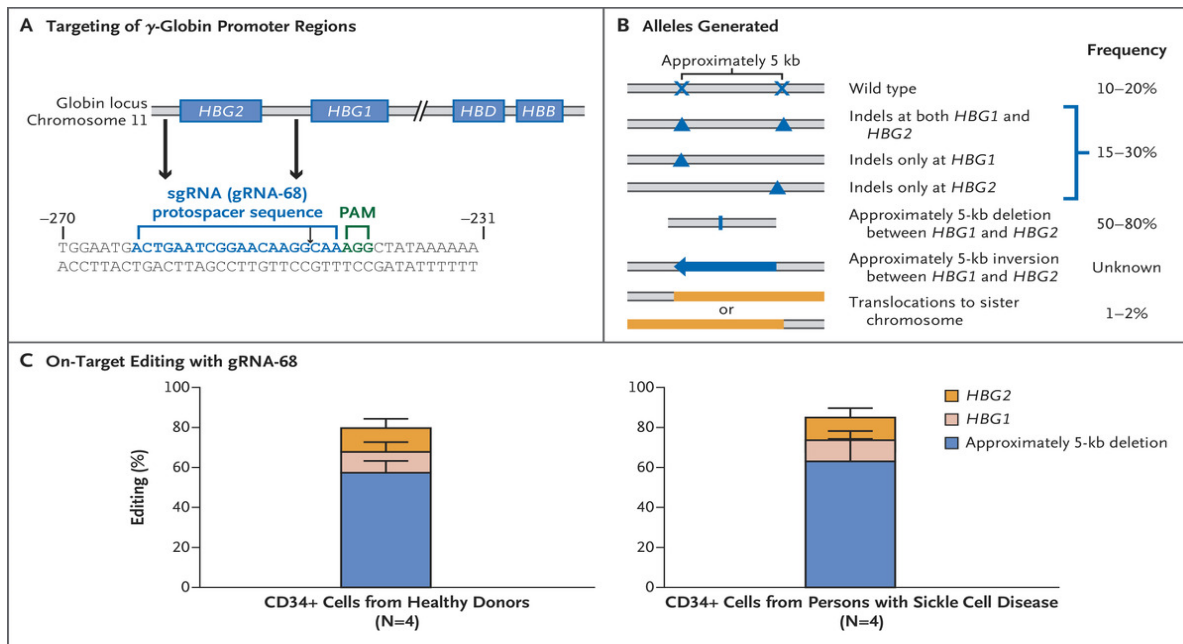 A Targeting of γ-Globin Promoter Regions
Globin locus
Chromosome 11
HBG2
HBG1
HBD
HBB
sgRNA (gRNA-68)
protospacer sequence
PAM
−270
−231
TGGAATGACTGAATCGGAACAAGGCAAAGGCTATAAAAAA
ACCTTACTGACTTAGCCTTGTTCCGTTTCCGATATTTTTT
B Alleles Generated
Frequency
Approximately 5 kb
Wild type
10–20%
Indels at both HBG1 and
HBG2
Indels only at HBG1
15–30%
Indels only at HBG2
Approximately 5-kb deletion
between HBG1 and HBG2
50–80%
Approximately 5-kb inversion
between HBG1 and HBG2
Unknown
or
Translocations to sister
chromosome
1–2%
C On-Target Editing with gRNA-68
Editing (%)
100
80
60
40
20
0
CD34+ Cells from Healthy Donors
(N=4)
100
80
60
40
20
0
CD34+ Cells from Persons with Sickle Cell Disease
(N=4)
HBG2
HBG1
Approximately 5-kb deletion